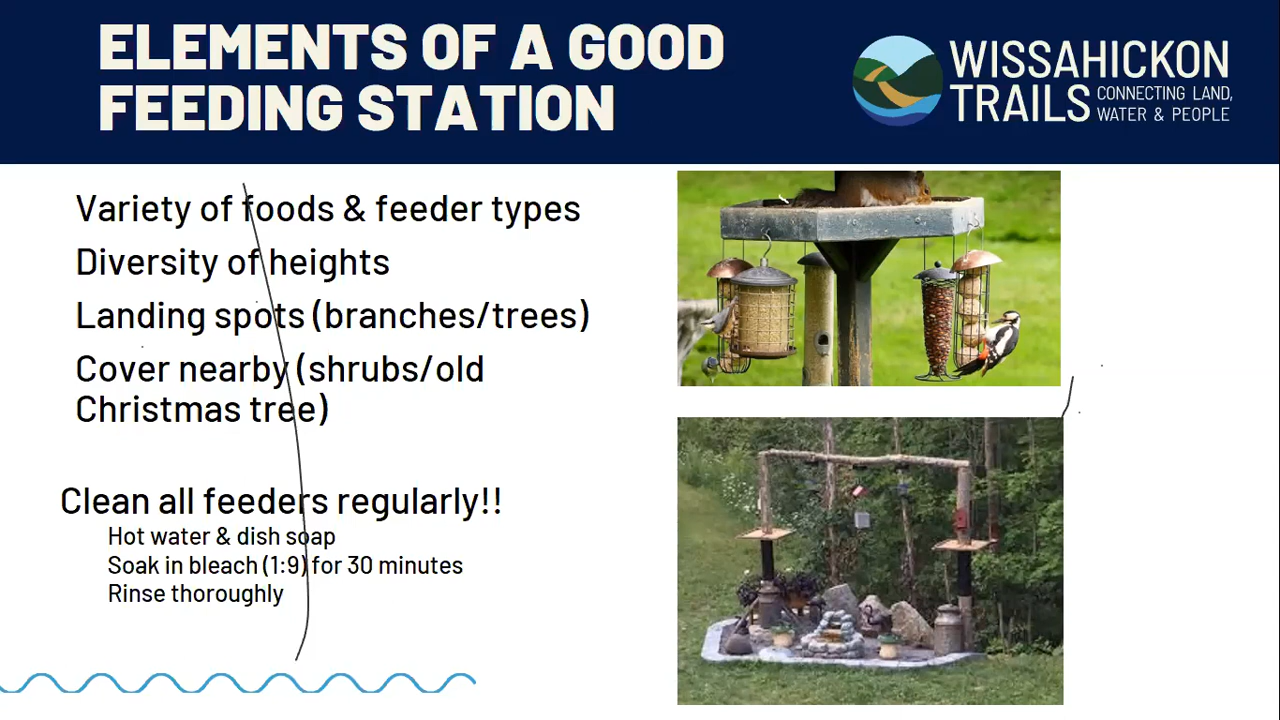 ELEMENTS OF A GOOD
FEEDING STATION
WISSAHICKON
TRAILS
CONNECTING LAND,
WATER & PEOPLE
Variety of foods & feeder types
Diversity of heights
Landing spots (branches/trees)
Cover nearby (shrubs/old
Christmas tree)
Clean all feeders regularly!!
Hot water & dish soap
Soak in bleach (1:9) for 30 minutes
Rinse thoroughly